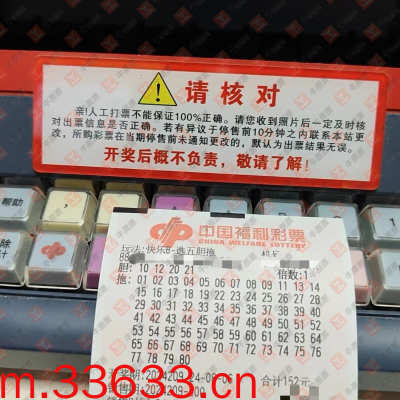 请核对
亲!人工打票不能保证100%正确。请您收到照片后一定及时核
对出票信息是否正确。若有异议于停售前10分钟之内联系本站更
改,所购彩票在当期停售前未通知更改的,默认为出票结果无误。
开奖后概不负责,敬请了解!
帮助
除
中国福利彩票
CHINA WELFARE LOTTERY
玩法:快乐8-选五胆拖
胆: 10 12 20 21 倍数:1
拖: 01 02 03 04 05 06 07 08 09 11 13 14
15 16 17 18 19 22 23 24 25 26 27 28
29 30 31 32 33 34 35 36 37 38 39 40
41 42 43 44 45 46 47 48 49 50 51 52
53 54 55 56 57 58 59 60 61 62 63 64
65 66 67 68 69 70 71 72 73 74 75 76
77 78 79 80
合计152元
m.33633.cn